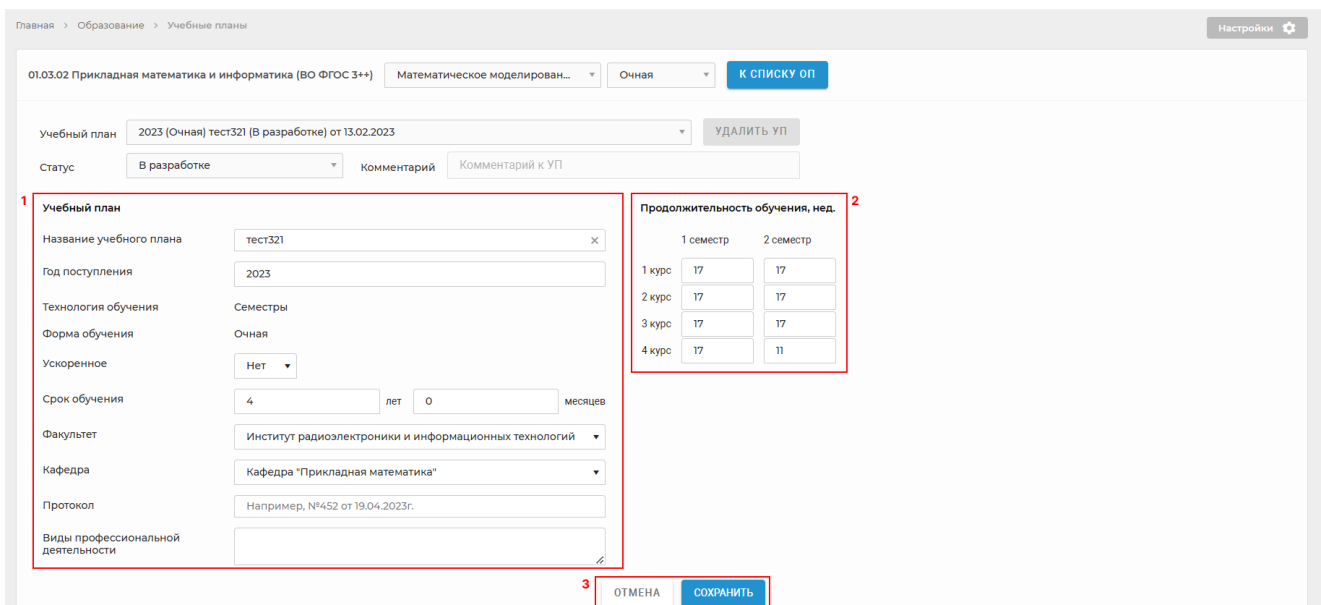 Главная > Образование > Учебные планы
Настройки
01.03.02 Прикладная математика и информатика (ВО ФГОС 3++) Математическое моделирован... Очная К СПИСКУ ОП
Учебный план 2023 (Очная) тест321 (В разработке) от 13.02.2023 УДАЛИТЬ УП
Статус В разработке Комментарий Комментарий к УП
1 Учебный план
Название учебного плана тест321
Год поступления 2023
Технология обучения Семестры
Форма обучения Очная
Ускоренное Нет
Срок обучения 4 лет 0 месяцев
Факультет Институт радиоэлектроники и информационных технологий
Кафедра Кафедра "Прикладная математика"
Протокол Например, №452 от 19.04.2023г.
Виды профессиональной
деятельности
Продолжительность обучения, нед. 2
1 семестр 2 семестр
1 курс 17 17
2 курс 17 17
3 курс 17 17
4 курс 17 11
3 ОТМЕНА СОХРАНИТЬ